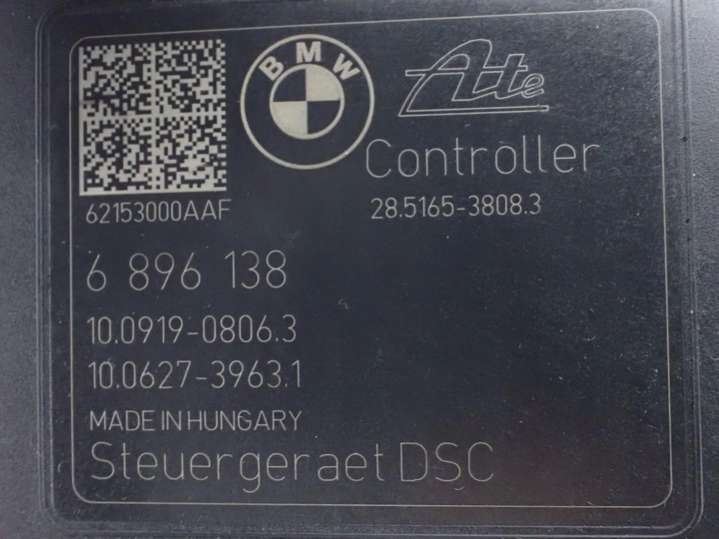 BMW
Ate
Controller
62153000AAF
28.5165-3808.3
6 896 138
10.0919-0806.3
10.0627-3963.1
MADE IN HUNGARY
Steuergeraet DSC